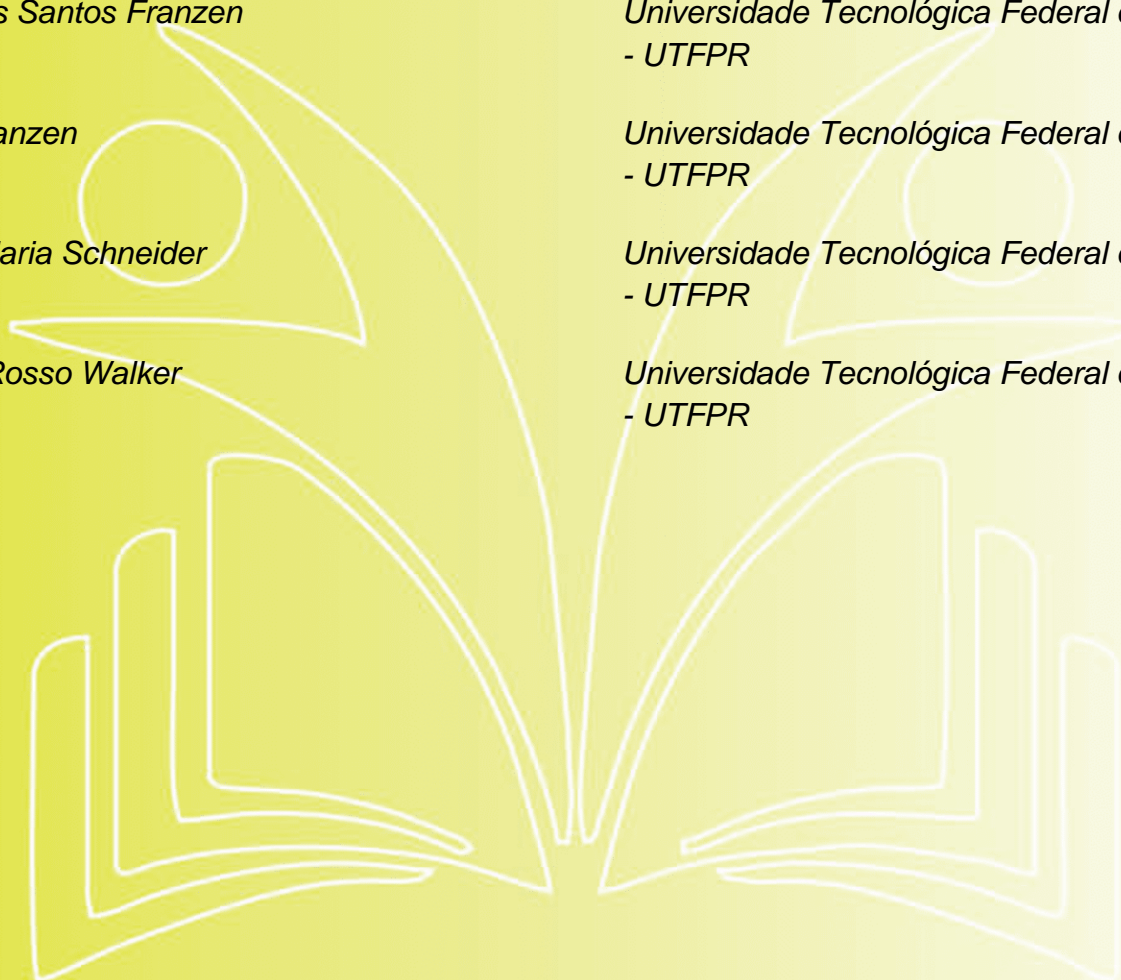 s Santos Franzen Universidade Tecnológica Federal
- UTFPR
anzen Universidade Tecnológica Federal
- UTFPR
aria Schneider Universidade Tecnológica Federal
- UTFPR
Rosso Walker Universidade Tecnológica Federal
- UTFPR